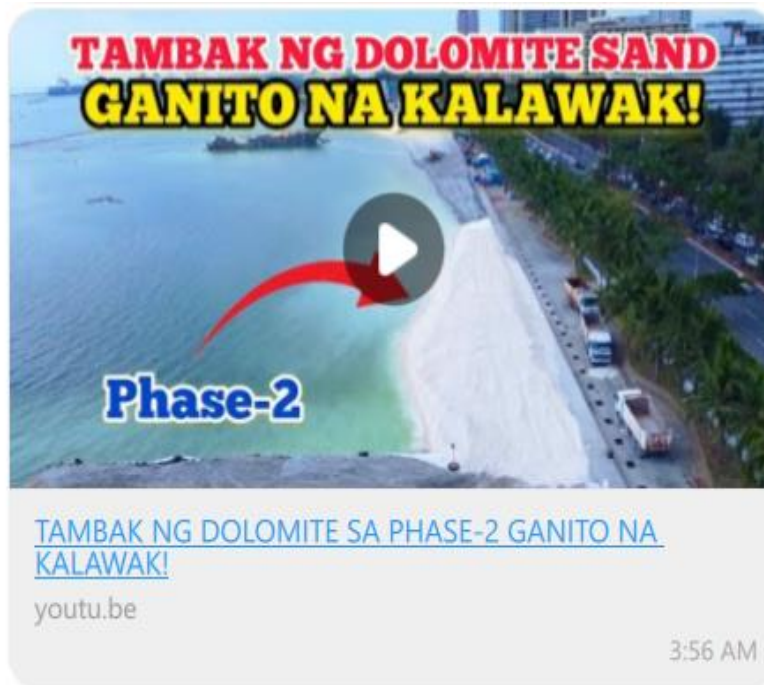 TAMBAK NG DOLOMITE SAND
GANITO NA KALAWAK!
Phase-2
TAMBAK NG DOLOMITE SA PHASE-2 GANITO NA
KALAWAK!
youtu.be
3:56 AM